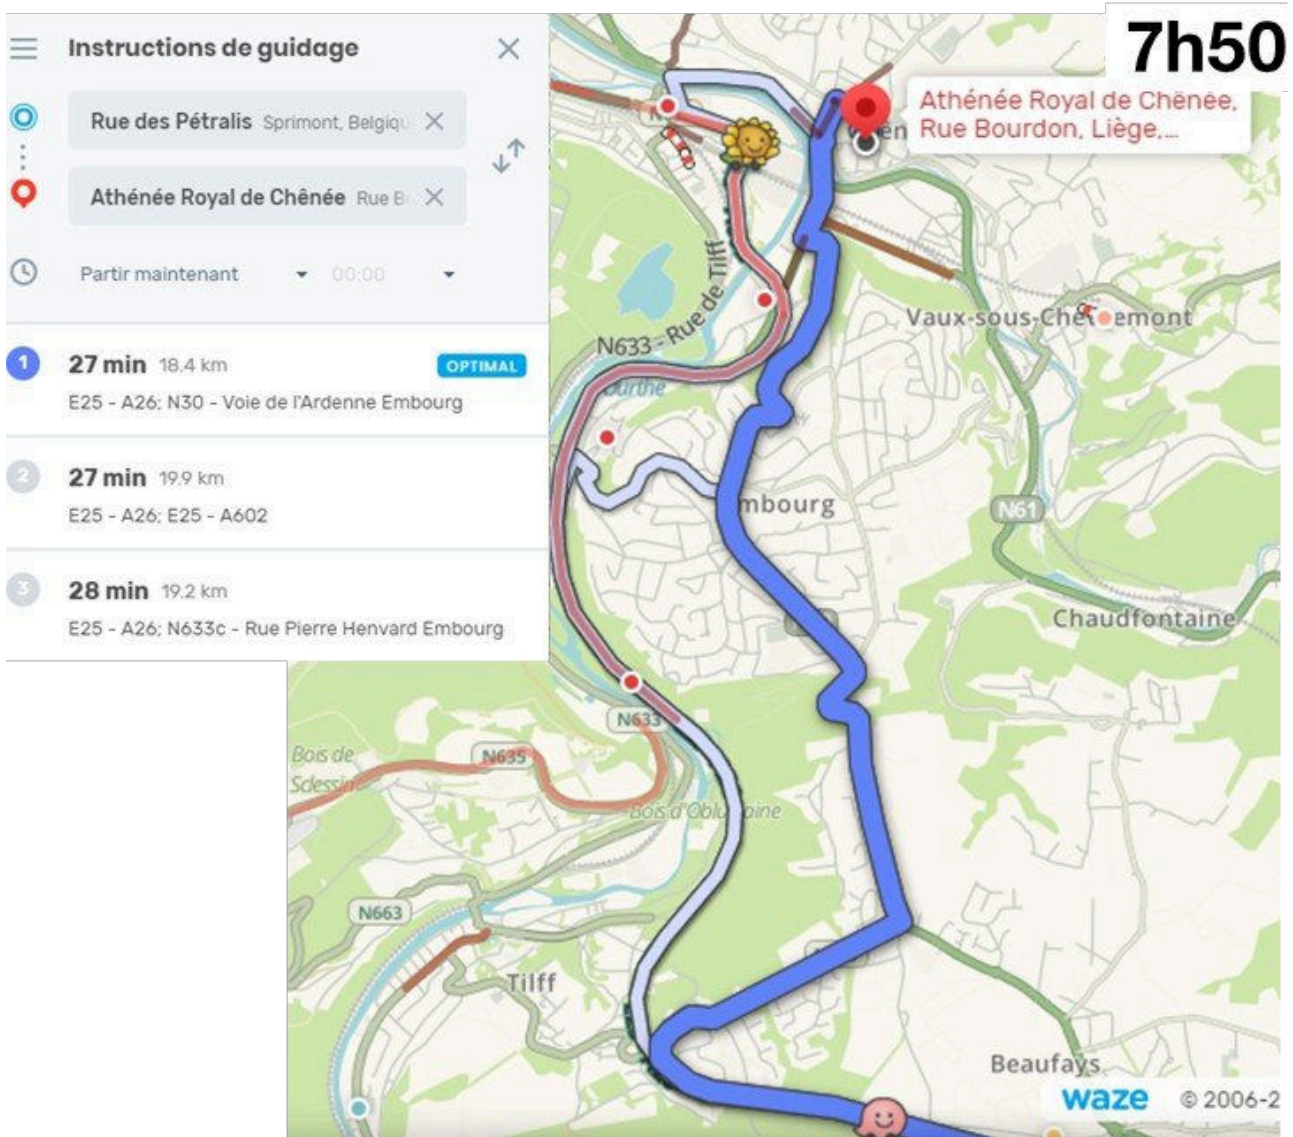 7h50
Instructions de guidage
Rue des Pétralis Sprimont, Belgiqu
Athénée Royal de Chênée Rue B
Partir maintenant 00:00
1
27 min 18.4 km OPTIMAL
E25 - A26; N30 - Voie de l'Ardenne Embourg
2
27 min 19.9 km
E25 - A26; E25 - A602
3
28 min 19.2 km
E25 - A26; N633c - Rue Pierre Henvard Embourg
Athénée Royal de Chênée,
Rue Bourdon, Liège,...
N633 - Rue de Tilff
Vaux-sous-Che emont
Ourthe
mbourg
N61
Chaudfontaine
N633
N635
Bois de
Sclessin
Bois d'Oblu aine
N663
Tilff
Beaufays
waze © 2006-2